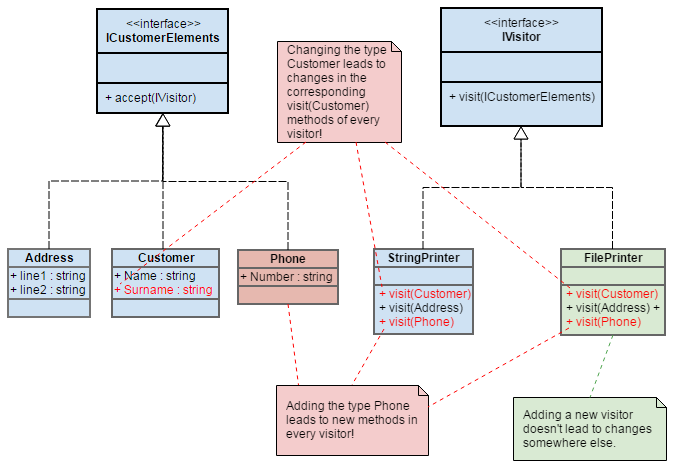 <<interface>>
ICustomerElements
+ accept(IVisitor)
<<interface>>
IVisitor
+ visit(ICustomerElements)
Changing the type
Customer leads to
changes in the
corresponding
visit(Customer)
methods of every
visitor!
Address
+ line1 : string
+ line2 : string
Customer
+ Name : string
+ Surname : string
Phone
+ Number : string
StringPrinter
+ visit(Customer)
+ visit(Address)
+ visit(Phone)
FilePrinter
+ visit(Customer)
+ visit(Address) +
+ visit(Phone)
Adding the type Phone
leads to new methods in
every visitor!
Adding a new visitor
doesn't lead to changes
somewhere else.